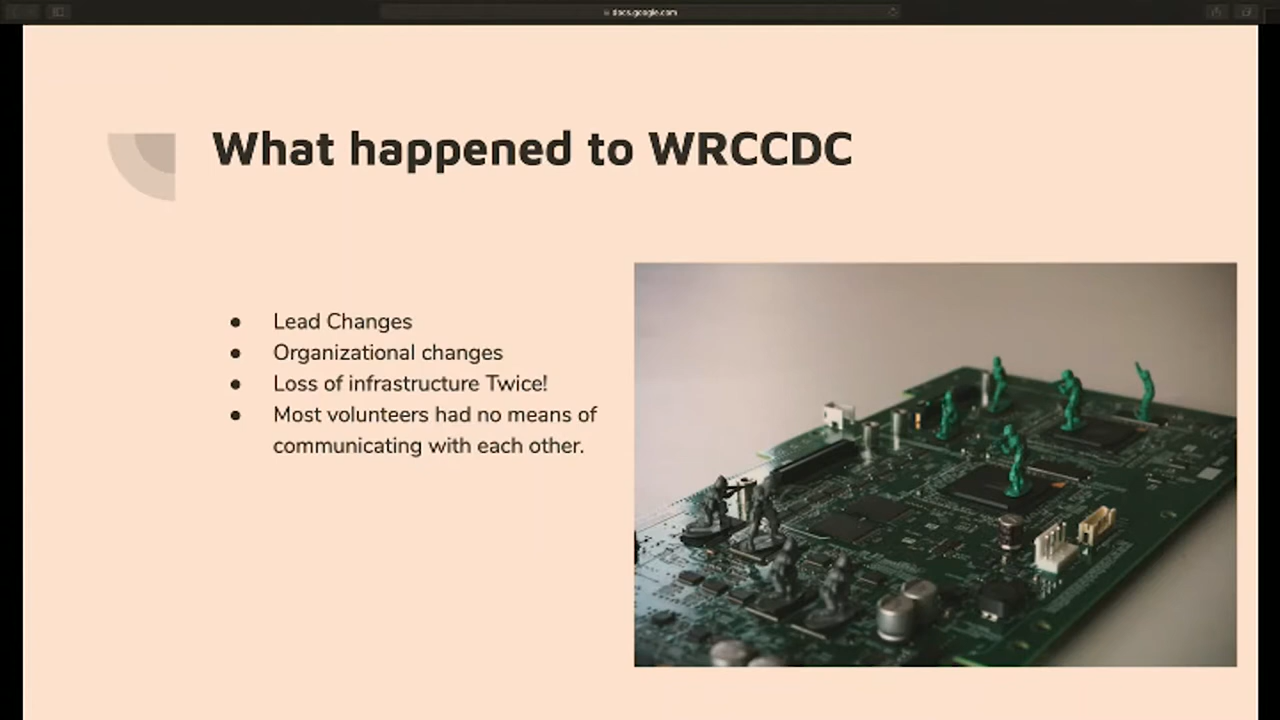 docs.google.com
What happened to WRCCDC
● Lead Changes
● Organizational changes
● Loss of infrastructure Twice!
● Most volunteers had no means of
communicating with each other.